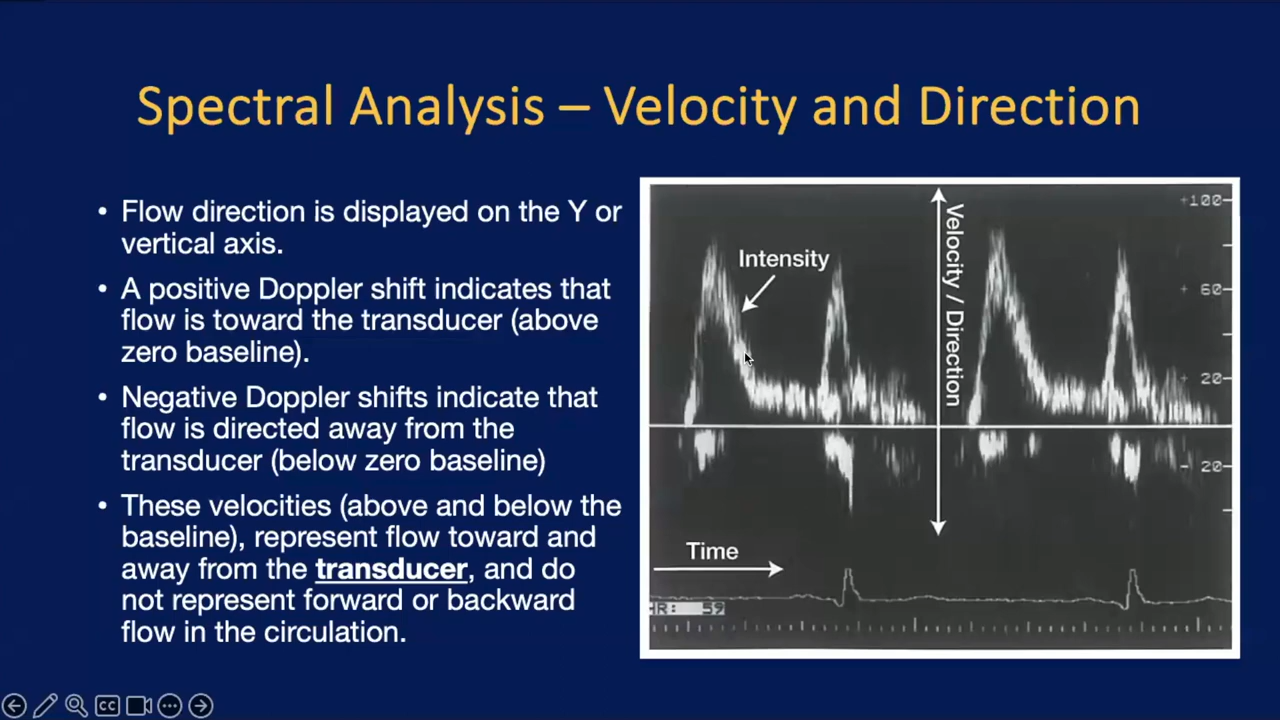 Spectral Analysis – Velocity and Direction
• Flow direction is displayed on the Y or
vertical axis.
• A positive Doppler shift indicates that
flow is toward the transducer (above
zero baseline).
• Negative Doppler shifts indicate that
flow is directed away from the
transducer (below zero baseline)
• These velocities (above and below the
baseline), represent flow toward and
away from the transducer, and do
not represent forward or backward
flow in the circulation.
Intensity
Velocity / Direction
+100
+ 60
+ 20
- 20
Time
HR: 59
CC